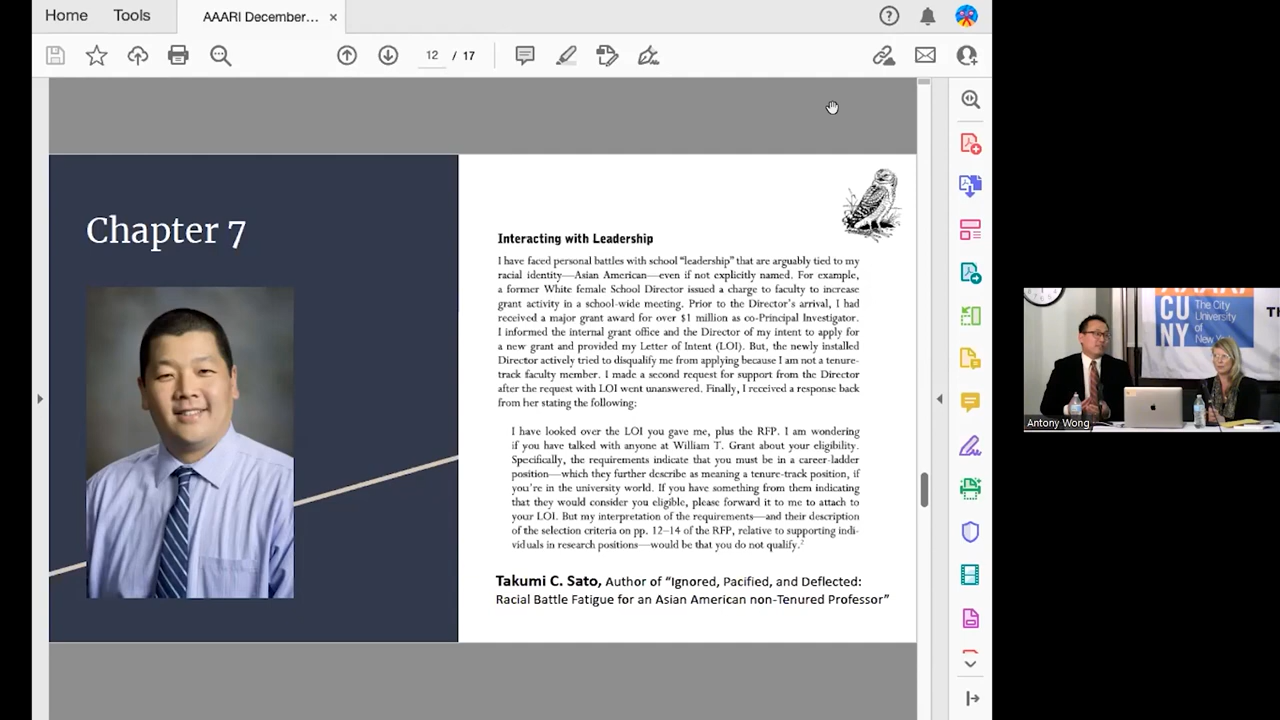 Home
Tools
AAARI December...
12 / 17
Chapter 7
Interacting with Leadership
I have faced personal battles with school “leadership” that are arguably tied to my
racial identity—Asian American—even if not explicitly named. For example,
a former White female School Director issued a charge to faculty to increase
grant activity in a school-wide meeting. Prior to the Director’s arrival, I had
received a major grant award for over $1 million as co-Principal Investigator.
I informed the internal grant office and the Director of my intent to apply for
a new grant and provided my Letter of Intent (LOI). But, the newly installed
Director actively tried to disqualify me from applying because I am not a tenure-
track faculty member. I made a second request for support from the Director
after the request with LOI went unanswered. Finally, I received a response back
from her stating the following:
I have looked over the LOI you gave me, plus the RFP. I am wondering
if you have talked with anyone at William T. Grant about your eligibility.
Specifically, the requirements indicate that you must be in a career-ladder
position—which they further describe as meaning a tenure-track position, if
you’re in the university world. If you have something from them indicating
that they would consider you eligible, please forward it to me to attach to
your LOI. But my interpretation of the requirements—and their description
of the selection criteria on pp. 12–14 of the RFP, relative to supporting indi-
viduals in research positions—would be that you do not qualify.²
Takumi C. Sato, Author of “Ignored, Pacified, and Deflected:
Racial Battle Fatigue for an Asian American non-Tenured Professor”
CU
NY
The City
University
of
New York
Antony Wong